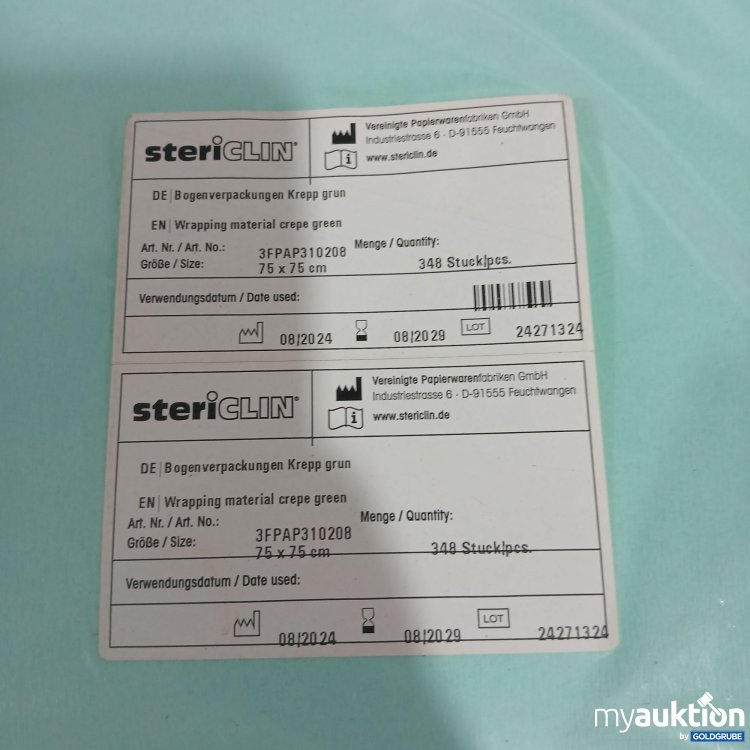 steriCLIN®
Vereinigte Papierwarenfabriken GmbH
Industriestrasse 6 · D-91555 Feuchtwangen
www.stericlin.de
DE | Bogenverpackungen Krepp grun
EN | Wrapping material crepe green
Art. Nr. / Art. No.: 3FPAP310208 Menge / Quantity:
Größe / Size: 75 x 75 cm 348 Stuck/pcs.
Verwendungsdatum / Date used:
08/2024 08/2029 LOT 24271324
steriCLIN®
Vereinigte Papierwarenfabriken GmbH
Industriestrasse 6 · D-91555 Feuchtwangen
www.stericlin.de
DE | Bogenverpackungen Krepp grun
EN | Wrapping material crepe green
Art. Nr. / Art. No.: 3FPAP310208 Menge / Quantity:
Größe / Size: 75 x 75 cm 348 Stuck/pcs.
Verwendungsdatum / Date used:
08/2024 08/2029 LOT 24271324
myauktion
by GOLDGRUBE